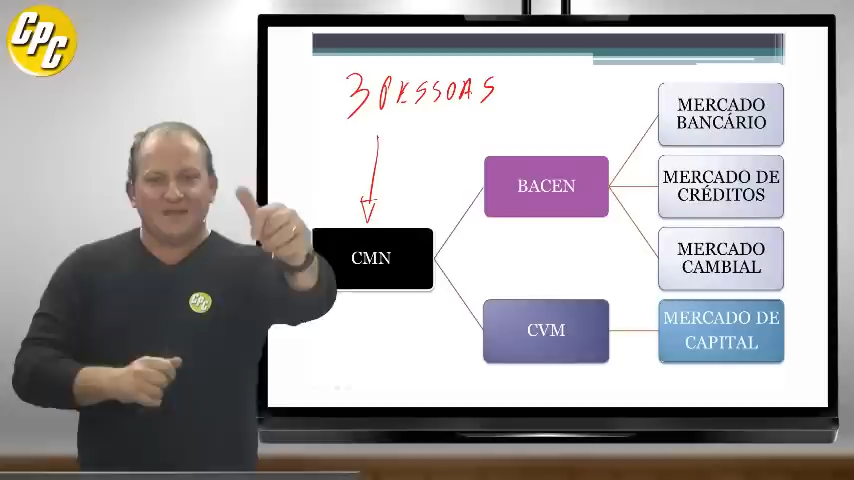 CPC
3 PESSOAS
MERCADO
BANCÁRIO
BACEN
MERCADO DE
CRÉDITOS
CMN
MERCADO
CAMBIAL
CPC
CVM
MERCADO DE
CAPITAL